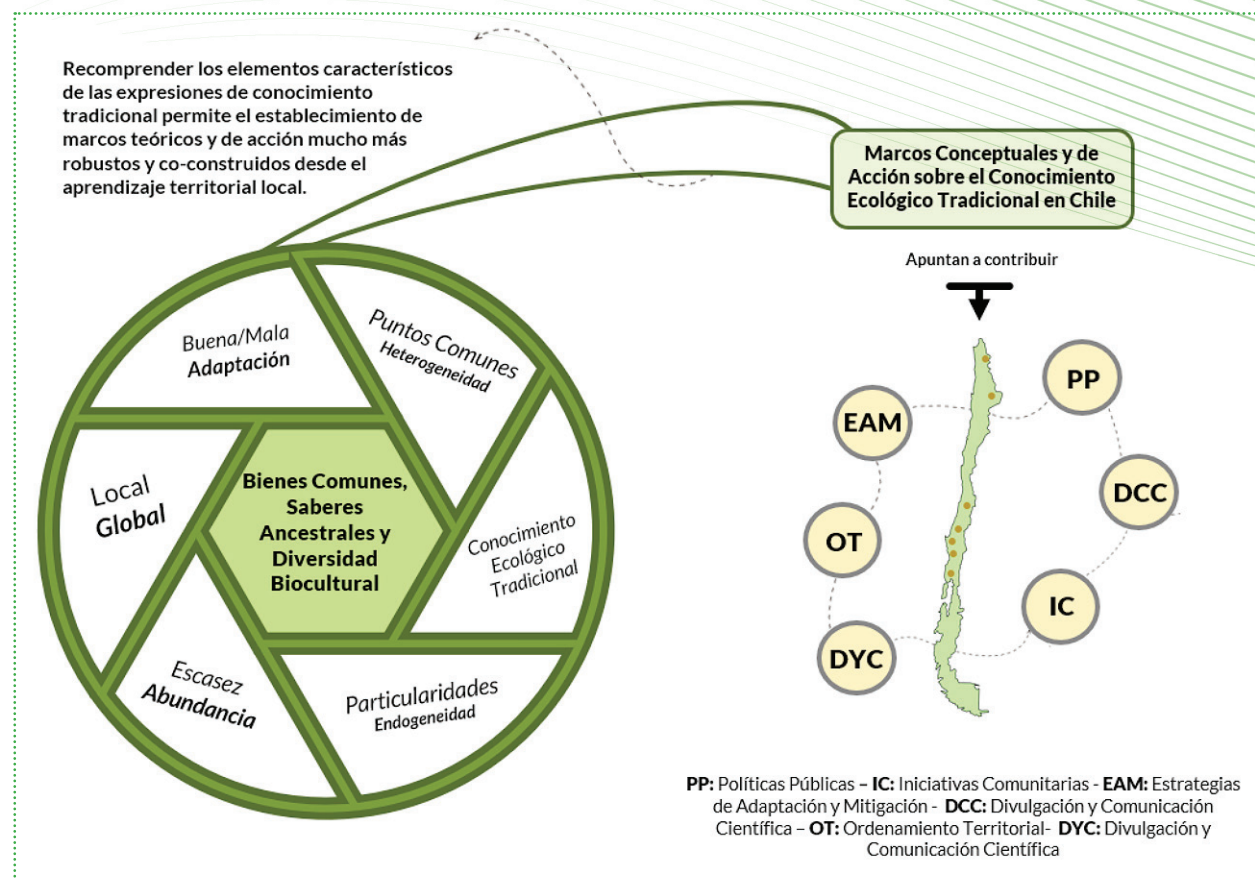 Recomprender los elementos característicos
de las expresiones de conocimiento
tradicional permite el establecimiento de
marcos teóricos y de acción mucho más
robustos y co-construidos desde el
aprendizaje territorial local.
Marcos Conceptuales y de
Acción sobre el Conocimiento
Ecológico Tradicional en Chile
Apuntan a contribuir
Buena/Mala
Adaptación
Puntos Comunes
Heterogeneidad
Local
Global
Bienes Comunes,
Saberes
Ancestrales y
Diversidad
Biocultural
Conocimiento
Ecológico
Tradicional
Escasez
Abundancia
Particularidades
Endogeneidad
PP
EAM
DCC
OT
IC
DYC
PP: Políticas Públicas – IC: Iniciativas Comunitarias - EAM: Estrategias
de Adaptación y Mitigación - DCC: Divulgación y Comunicación
Científica – OT: Ordenamiento Territorial- DYC: Divulgación y
Comunicación Científica